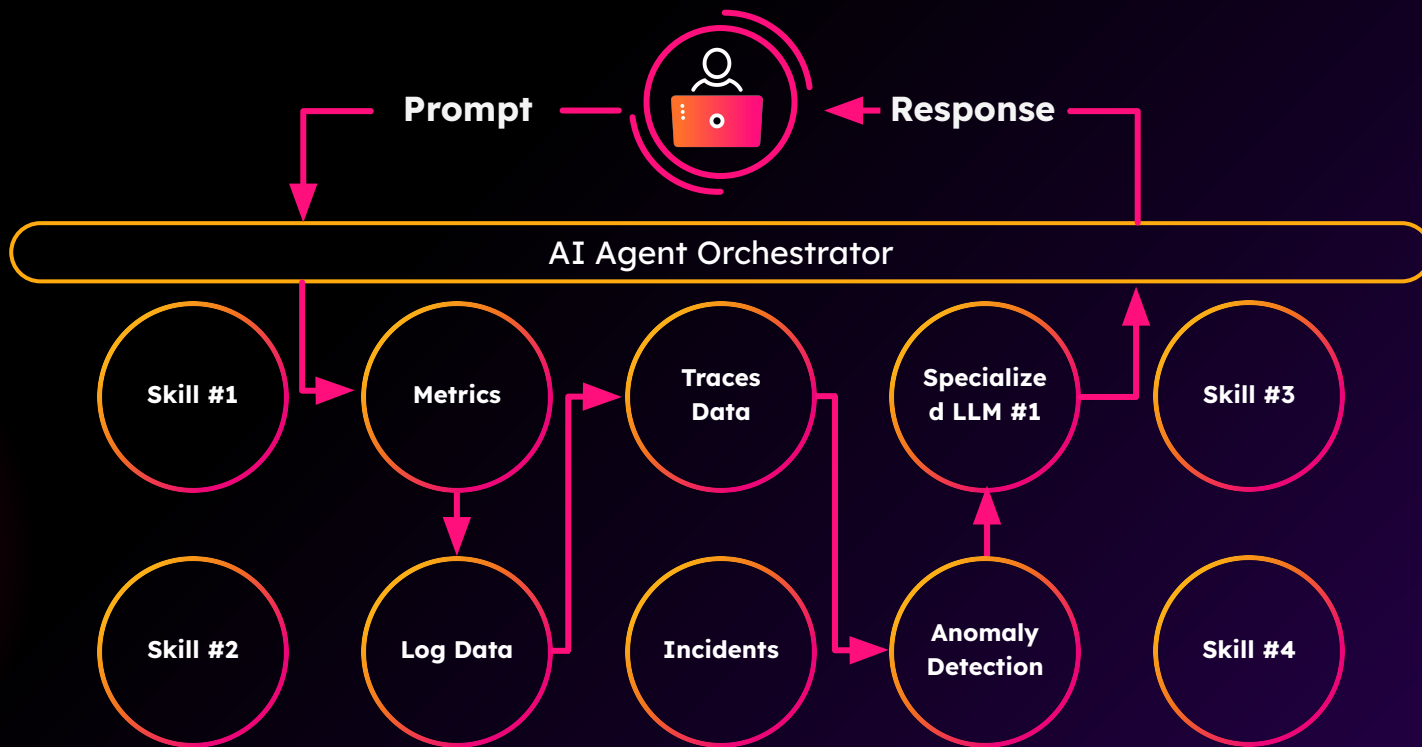 Prompt
Response
AI Agent Orchestrator
Skill #1
Metrics
Traces
Data
Specialize
d LLM #1
Skill #3
Skill #2
Log Data
Incidents
Anomaly
Detection
Skill #4